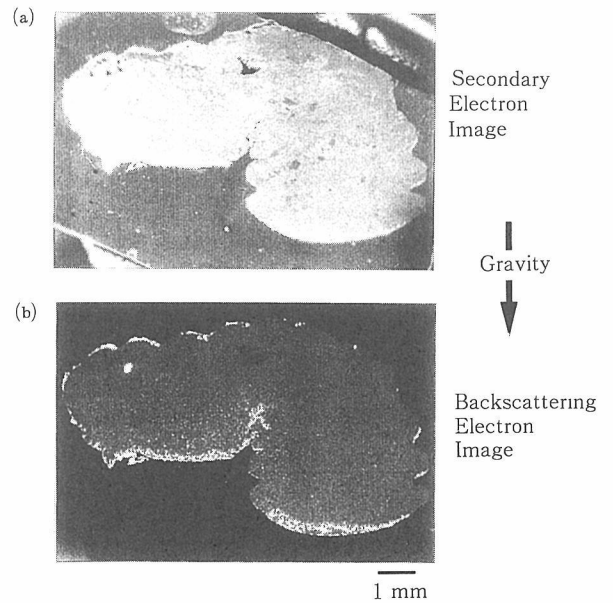 (a)
Secondary
Electron
Image
Gravity
(b)
Backscattering
Electron
Image
1 mm